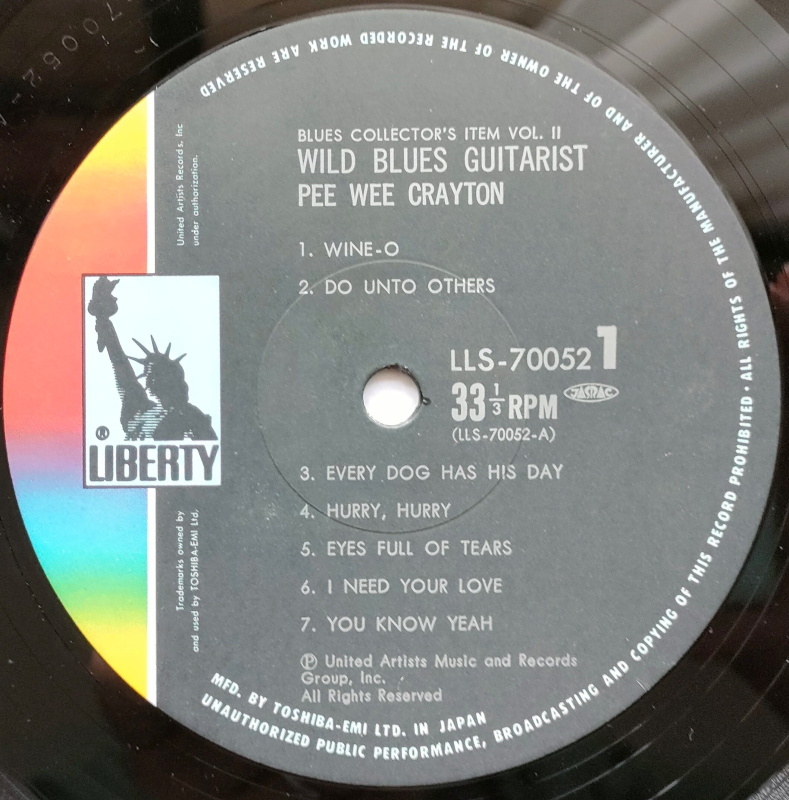 BLUES COLLECTOR'S ITEM VOL. II
WILD BLUES GUITARIST
PEE WEE CRAYTON
1. WINE-O
2. DO UNTO OTHERS
LLS-70052 1
33 1/3 RPM
JASRAC
(LLS-70052-A)
3. EVERY DOG HAS HIS DAY
4. HURRY, HURRY
5. EYES FULL OF TEARS
6. I NEED YOUR LOVE
7. YOU KNOW YEAH
Ⓟ United Artists Music and Records
Group, Inc.
All Rights Reserved
® LIBERTY
Trademarks owned by United Artists Records, Inc
and used by TOSHIBA-EMI Ltd. under authorization.
MFD. BY TOSHIBA-EMI LTD. IN JAPAN
UNAUTHORIZED PUBLIC PERFORMANCE, BROADCASTING AND COPYING OF THIS RECORD PROHIBITED · ALL RIGHTS OF THE MANUFACTURER AND OF THE OWNER OF THE RECORDED WORK ARE RESERVED